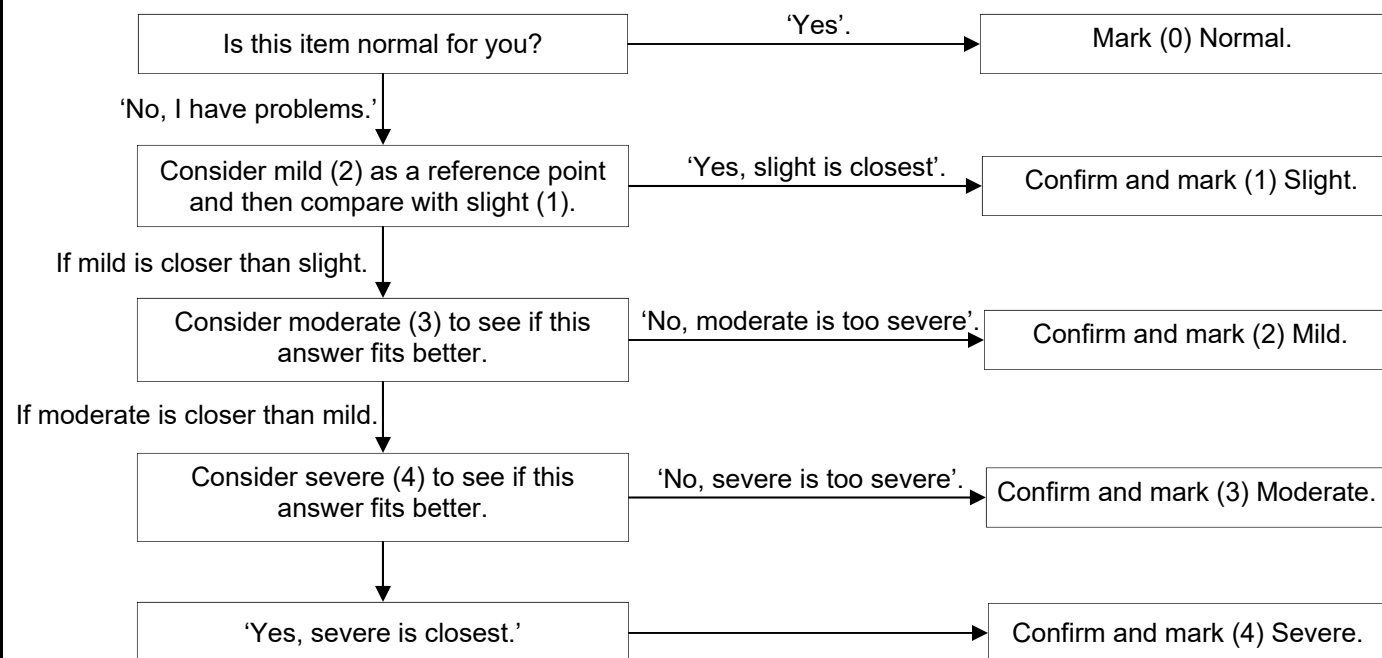 Is this item normal for you?
‘Yes’.
Mark (0) Normal.
‘No, I have problems.’
Consider mild (2) as a reference point
and then compare with slight (1).
‘Yes, slight is closest’.
Confirm and mark (1) Slight.
If mild is closer than slight.
Consider moderate (3) to see if this
answer fits better.
‘No, moderate is too severe’.
Confirm and mark (2) Mild.
If moderate is closer than mild.
Consider severe (4) to see if this
answer fits better.
‘No, severe is too severe’.
Confirm and mark (3) Moderate.
‘Yes, severe is closest.’
Confirm and mark (4) Severe.